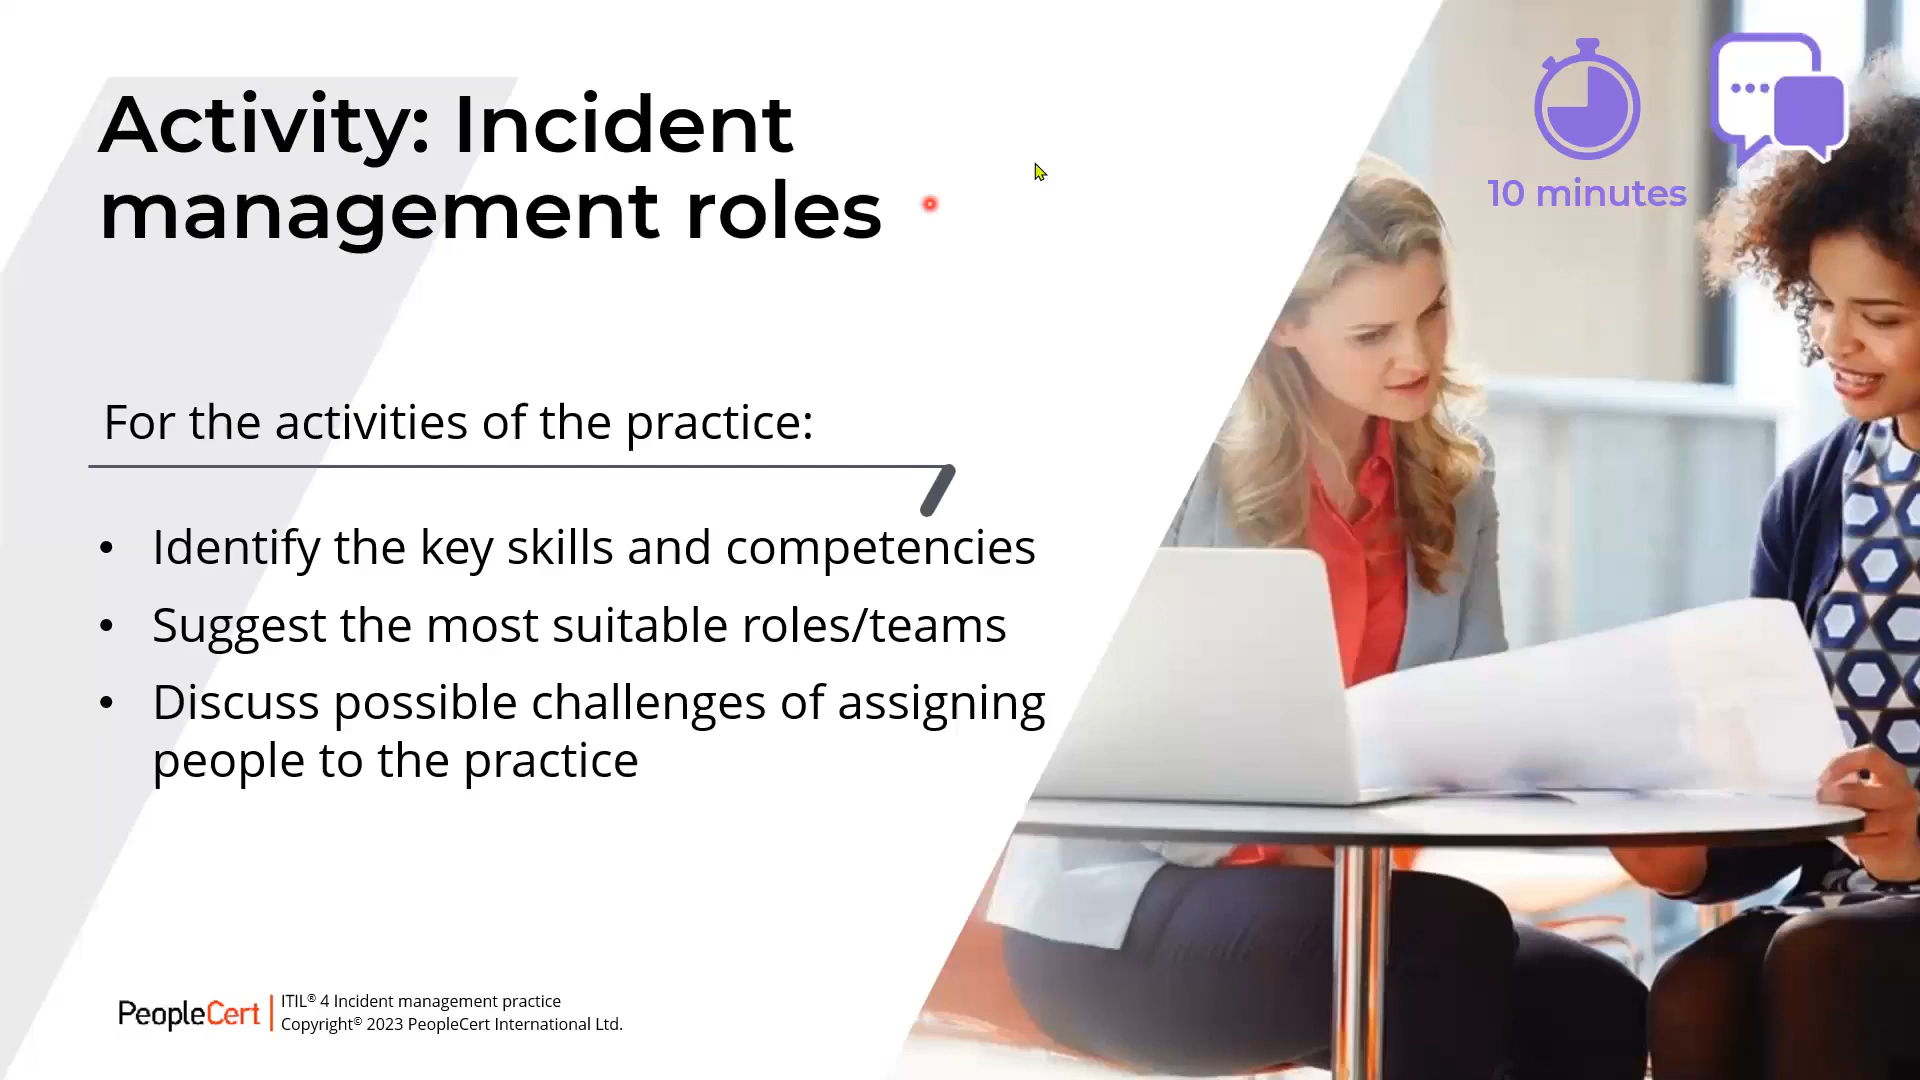 Activity: Incident
management roles
10 minutes
For the activities of the practice:
• Identify the key skills and competencies
• Suggest the most suitable roles/teams
• Discuss possible challenges of assigning
people to the practice
PeopleCert
ITIL® 4 Incident management practice
Copyright© 2023 PeopleCert International Ltd.